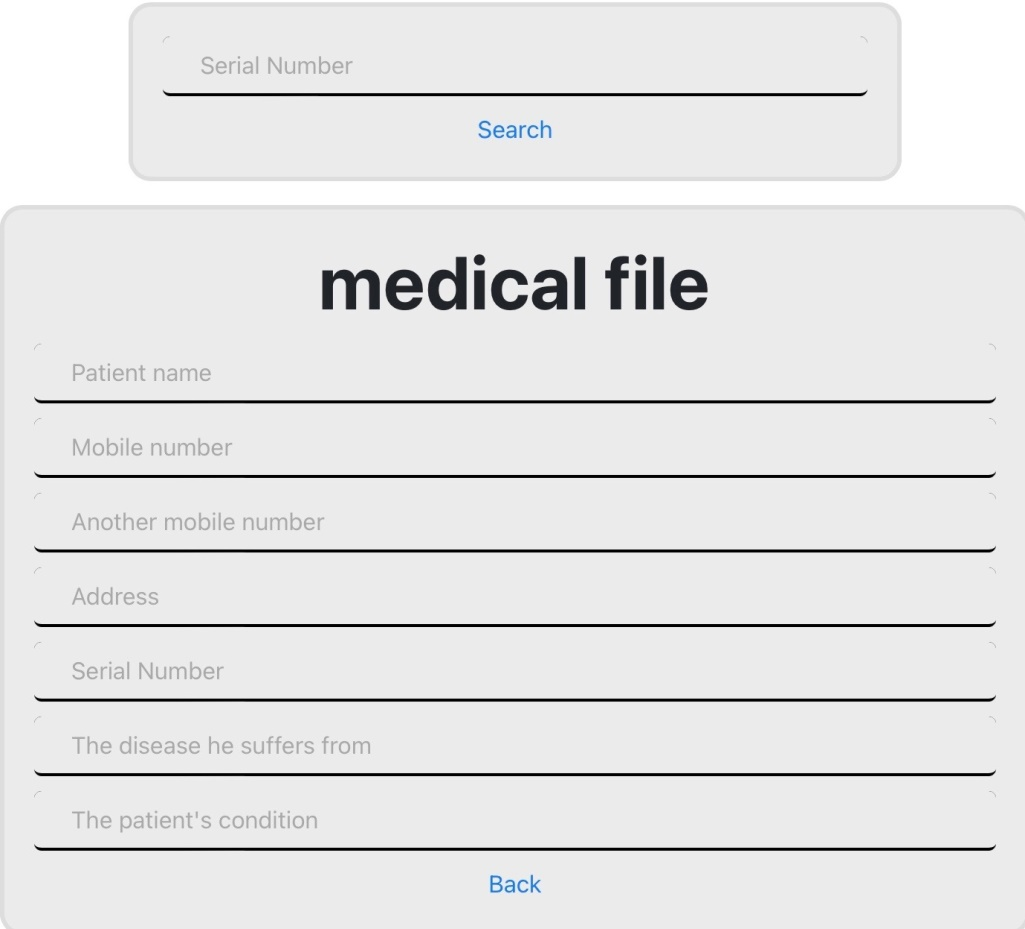 Serial Number
Search
medical file
Patient name
Mobile number
Another mobile number
Address
Serial Number
The disease he suffers from
The patient's condition
Back